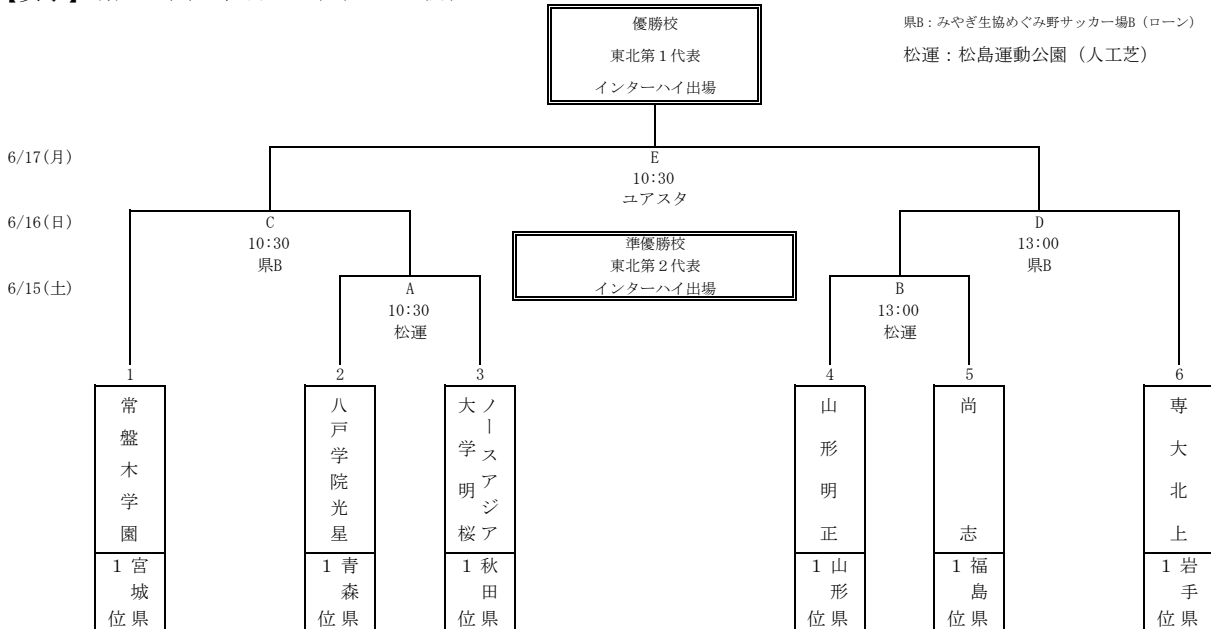 優勝校
東北第１代表
インターハイ出場
県B：みやぎ生協めぐみ野サッカー場B（ローン）
松運：松島運動公園（人工芝）
6/17(月)
E
10:30
ユアスタ
6/16(日)
C
10:30
県B
D
13:00
県B
準優勝校
東北第２代表
インターハイ出場
6/15(土)
A
10:30
松運
B
13:00
松運
1
2
3
4
5
6
常盤木学園
八戸学院光星
ノースアジア
大学明桜
山形明正
尚志
専大北上
宮城県
1位
青森県
1位
秋田県
1位
山形県
1位
福島県
1位
岩手県
1位